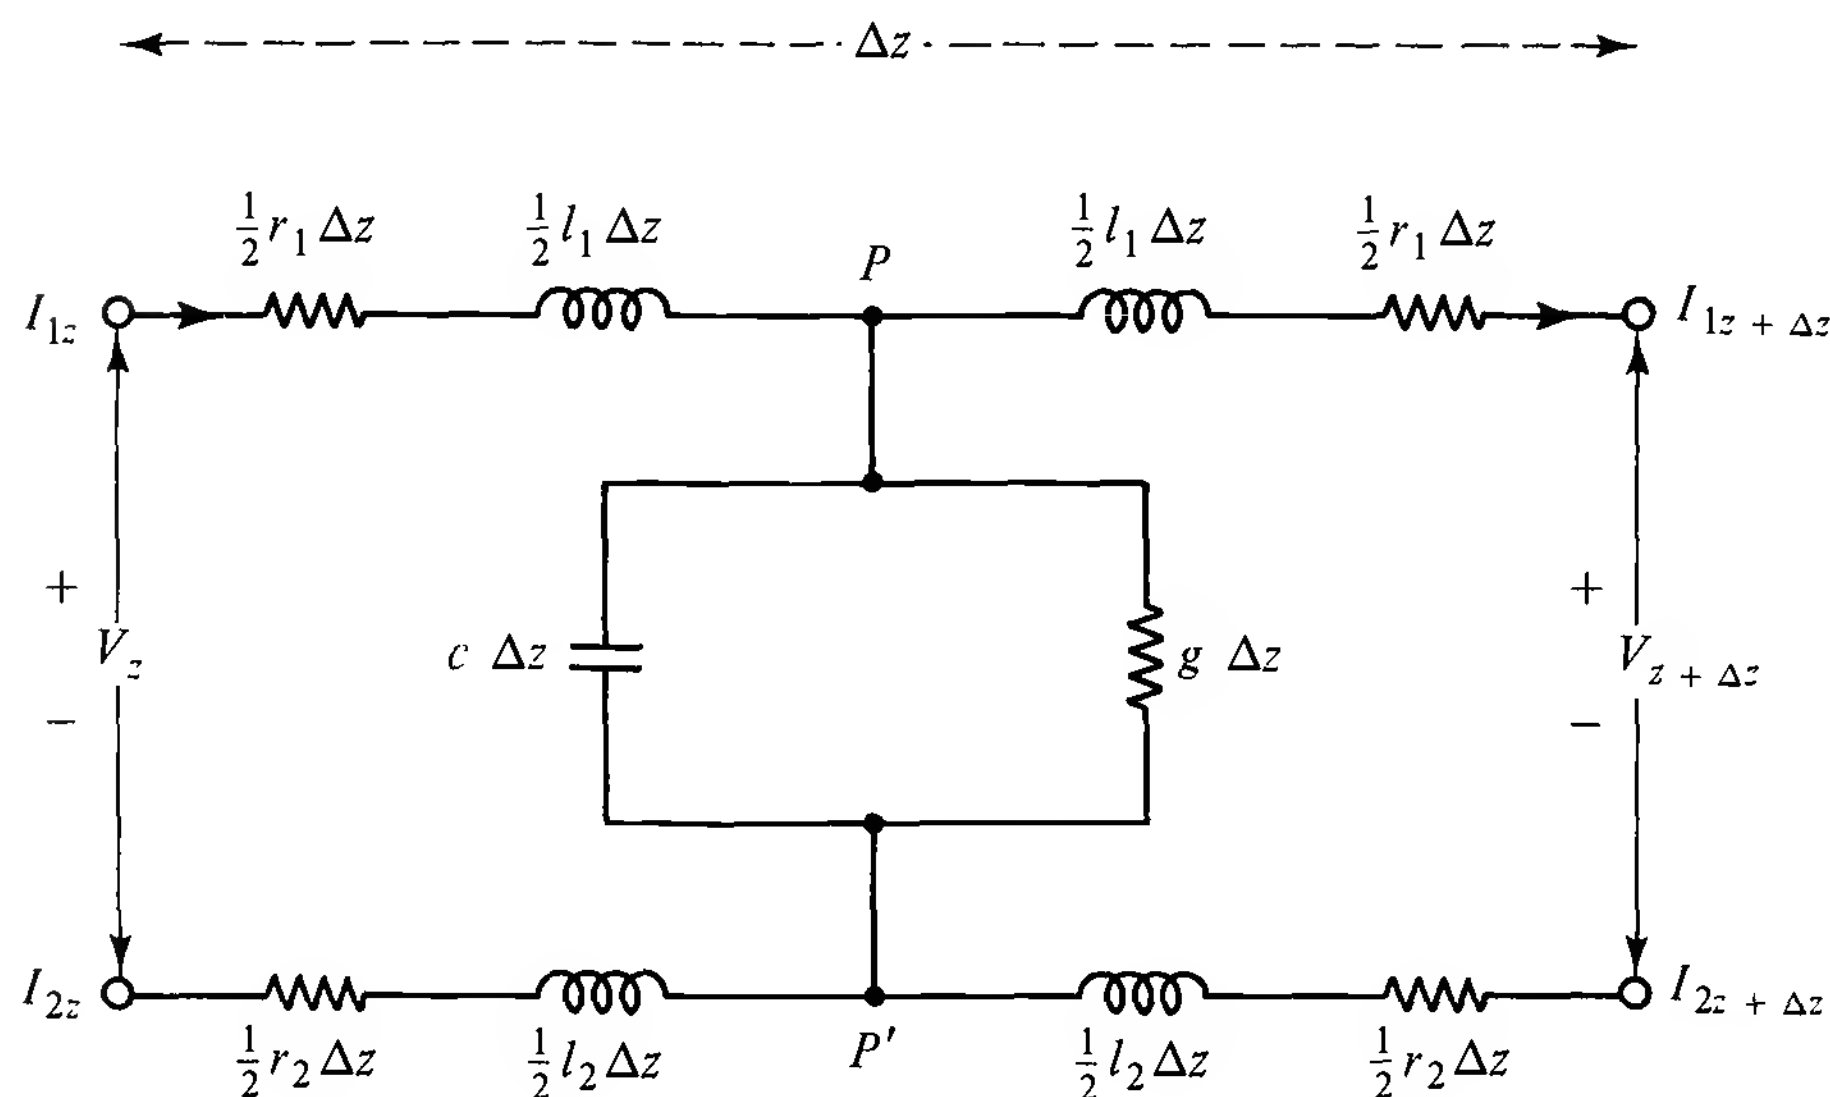 Δz
½ r₁ Δz
½ l₁ Δz
P
½ l₁ Δz
½ r₁ Δz
I₁z
I₁z + Δz
+
V_z
−
c Δz
g Δz
+
V_z + Δz
−
I₂z
I₂z + Δz
½ r₂ Δz
½ l₂ Δz
P′
½ l₂ Δz
½ r₂ Δz